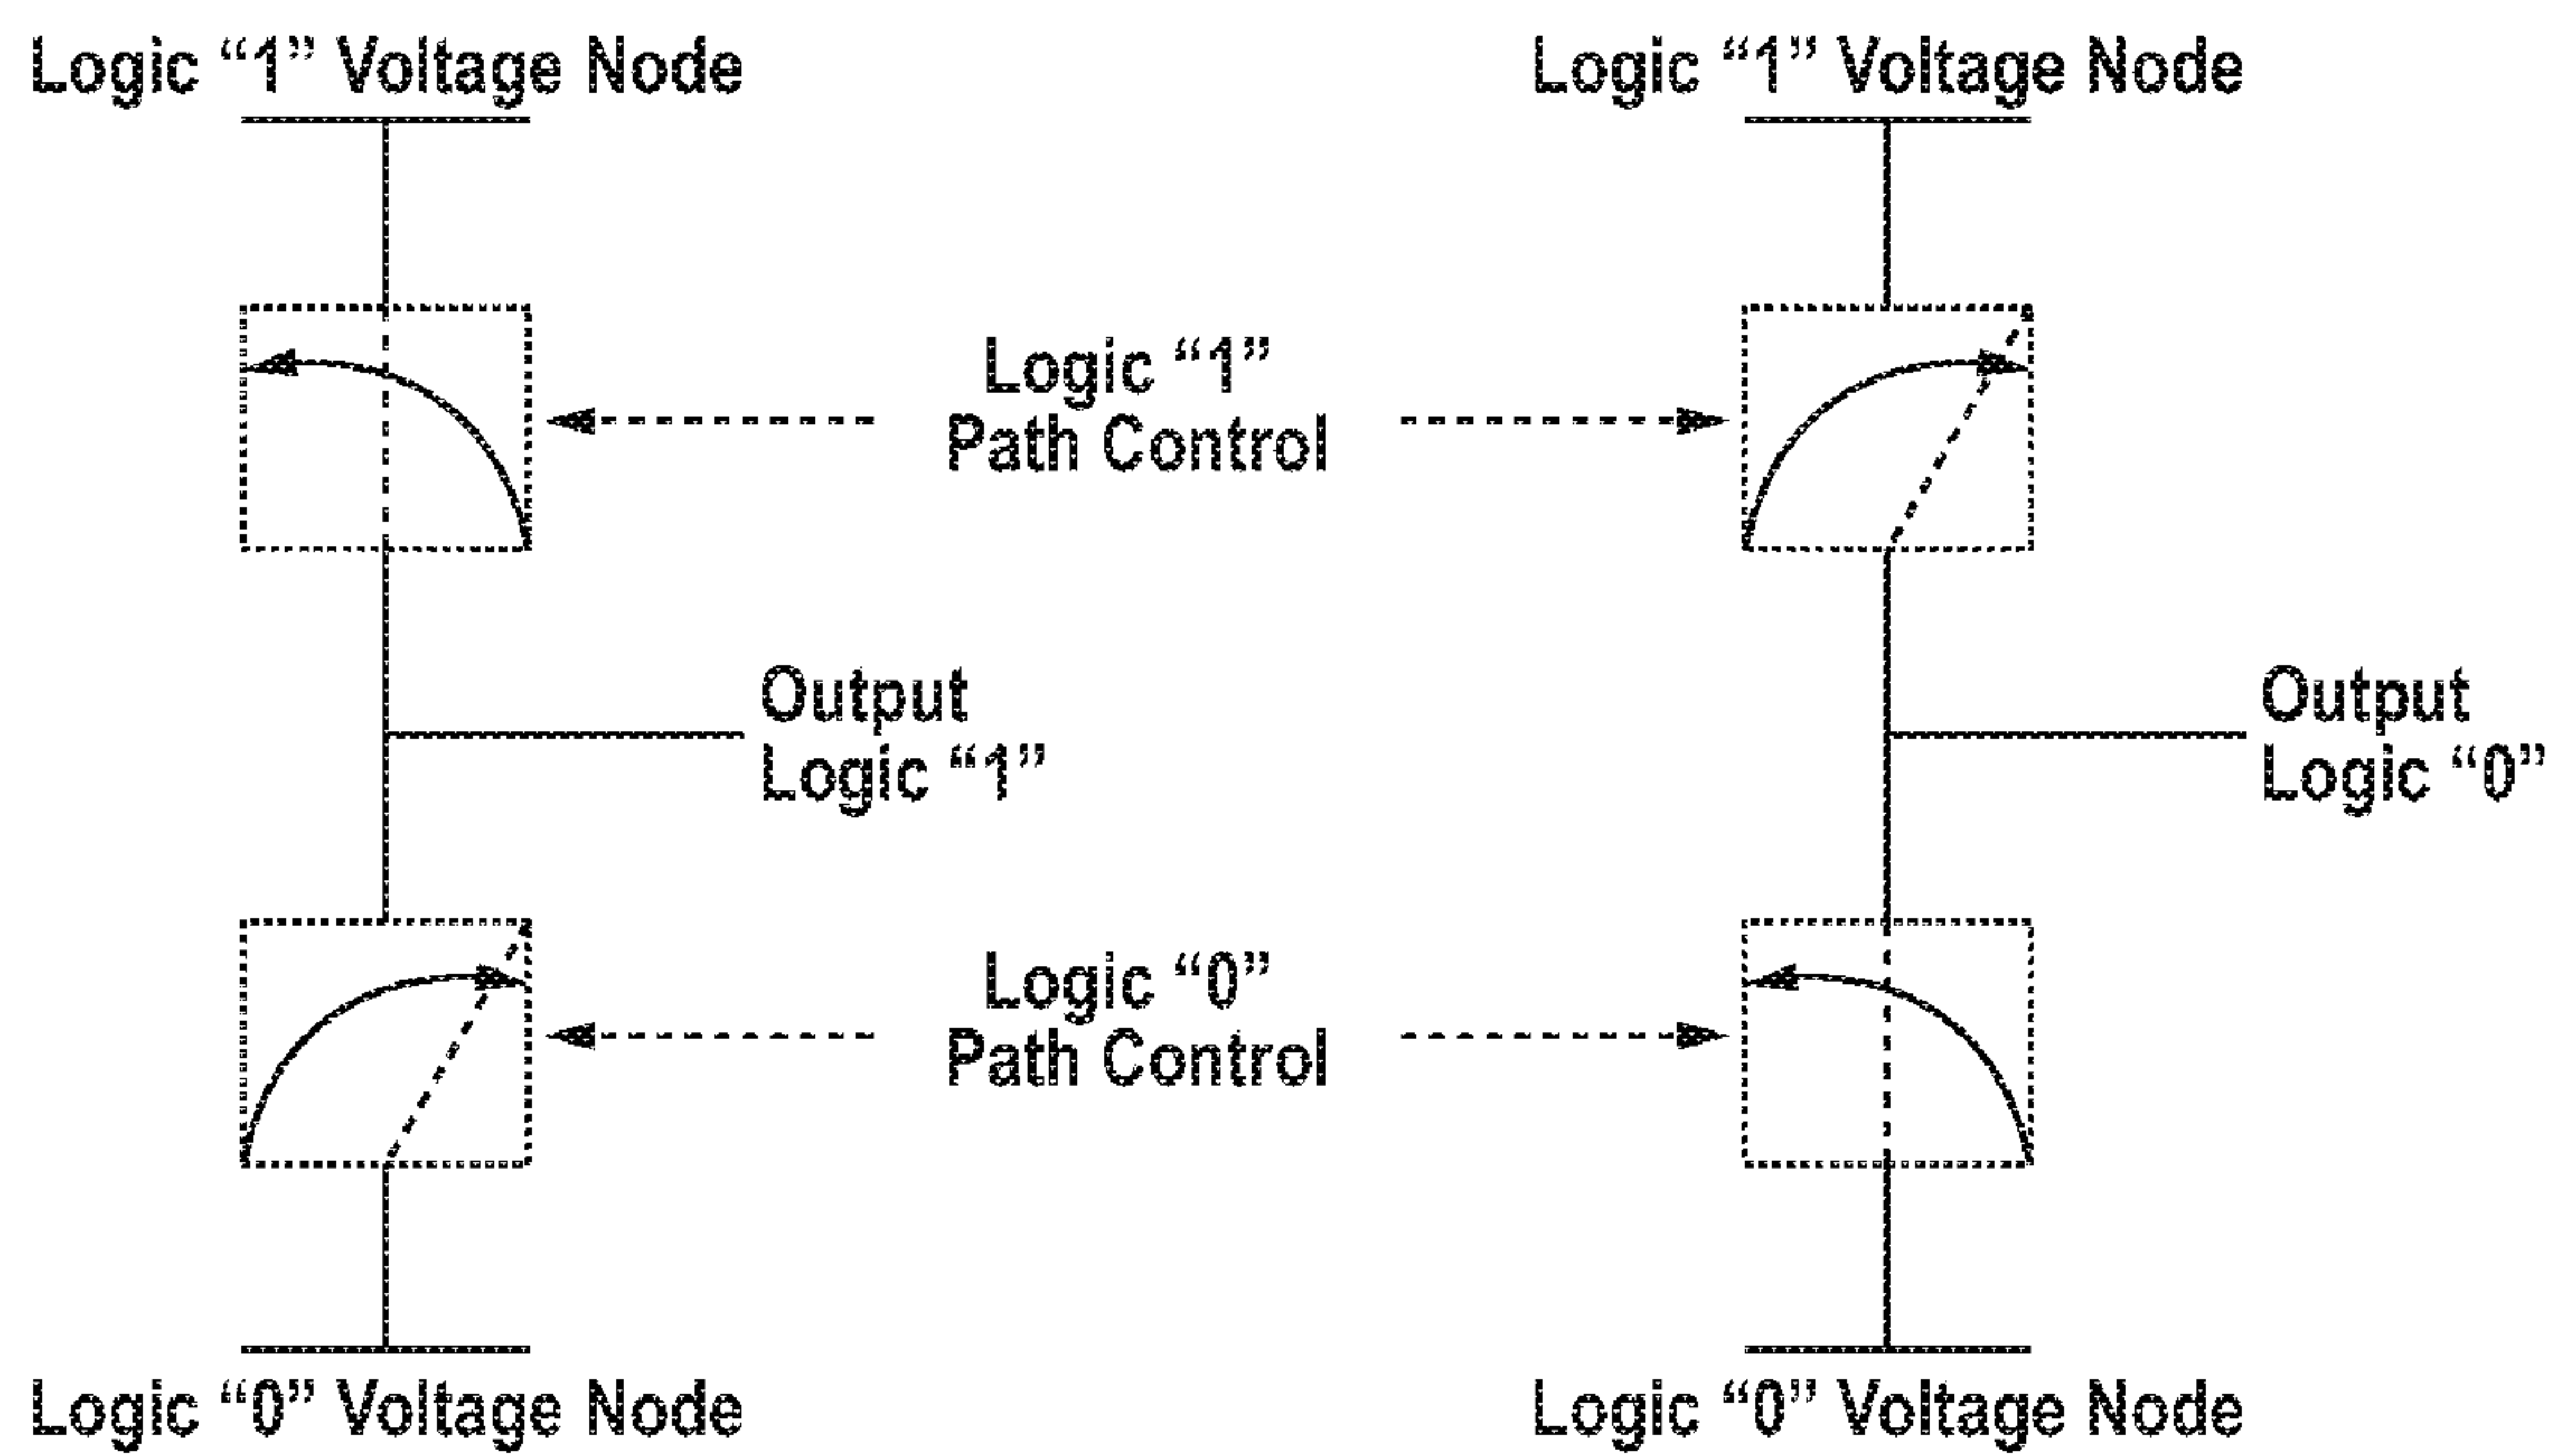 Logic “1” Voltage Node
Logic “1” Voltage Node
Logic “1”
Path Control
Output
Logic “1”
Output
Logic “0”
Logic “0”
Path Control
Logic “0” Voltage Node
Logic “0” Voltage Node